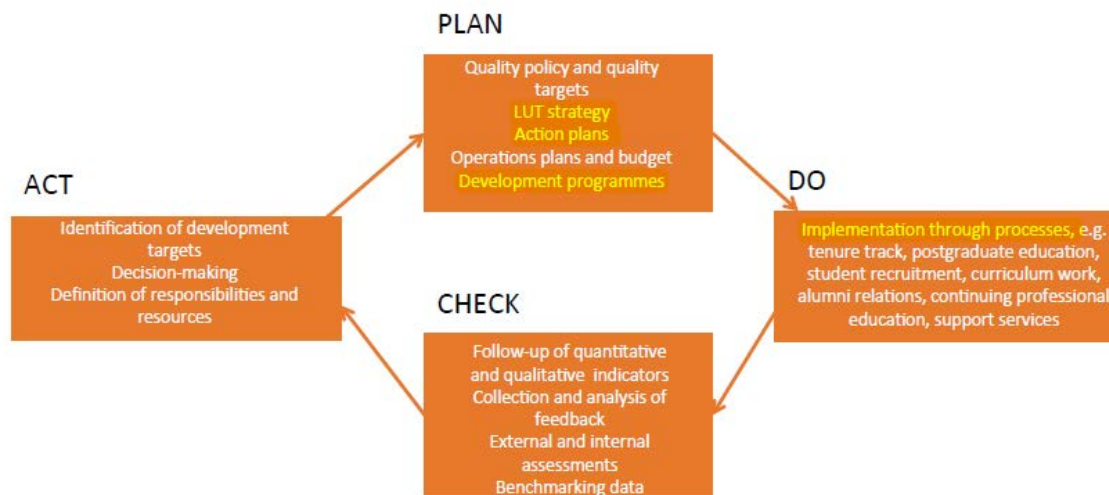 PLAN
Quality policy and quality
targets
LUT strategy
Action plans
Operations plans and budget
Development programmes
ACT
Identification of development
targets
Decision-making
Definition of responsibilities and
resources
DO
Implementation through processes, e.g.
tenure track, postgraduate education,
student recruitment, curriculum work,
alumni relations, continuing professional
education, support services
CHECK
Follow-up of quantitative
and qualitative indicators
Collection and analysis of
feedback
External and internal
assessments
Benchmarking data